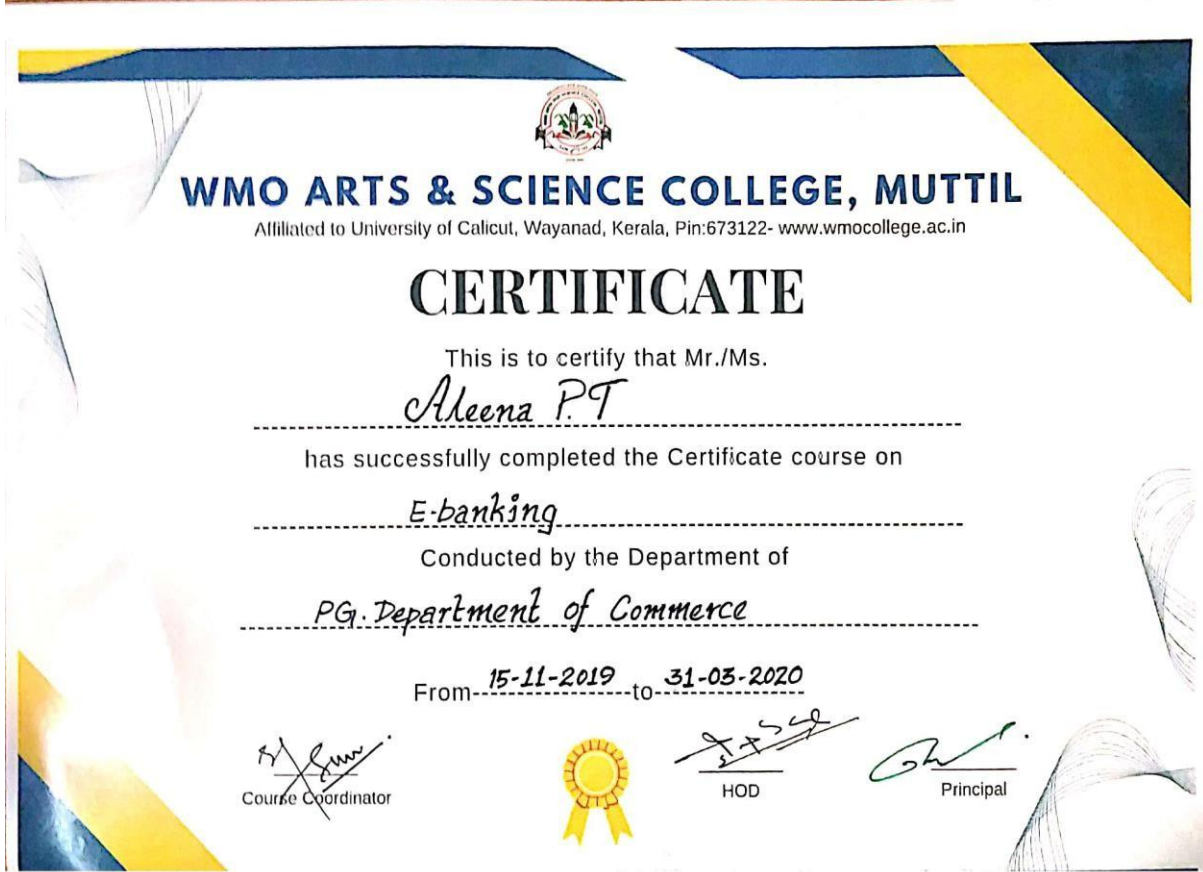 WMO ARTS & SCIENCE COLLEGE, MUTTIL
Affiliated to University of Calicut, Wayanad, Kerala, Pin:673122- www.wmocollege.ac.in
CERTIFICATE
This is to certify that Mr./Ms.
Aleena P.T
has successfully completed the Certificate course on
E-banking
Conducted by the Department of
PG. Department of Commerce
From 15-11-2019 to 31-03-2020
Course Coordinator
HOD
Principal